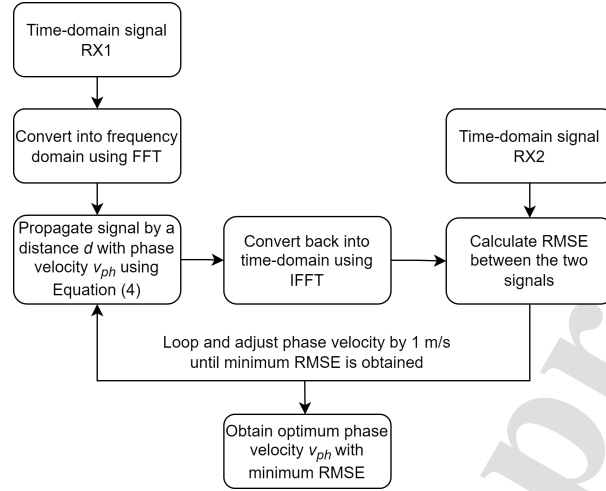 Time-domain signal
RX1
Convert into frequency
domain using FFT
Propagate signal by a
distance d with phase
velocity vph using
Equation (4)
Convert back into
time-domain using
IFFT
Time-domain signal
RX2
Calculate RMSE
between the two
signals
Loop and adjust phase velocity by 1 m/s
until minimum RMSE is obtained
Obtain optimum phase
velocity vph with
minimum RMSE
pr